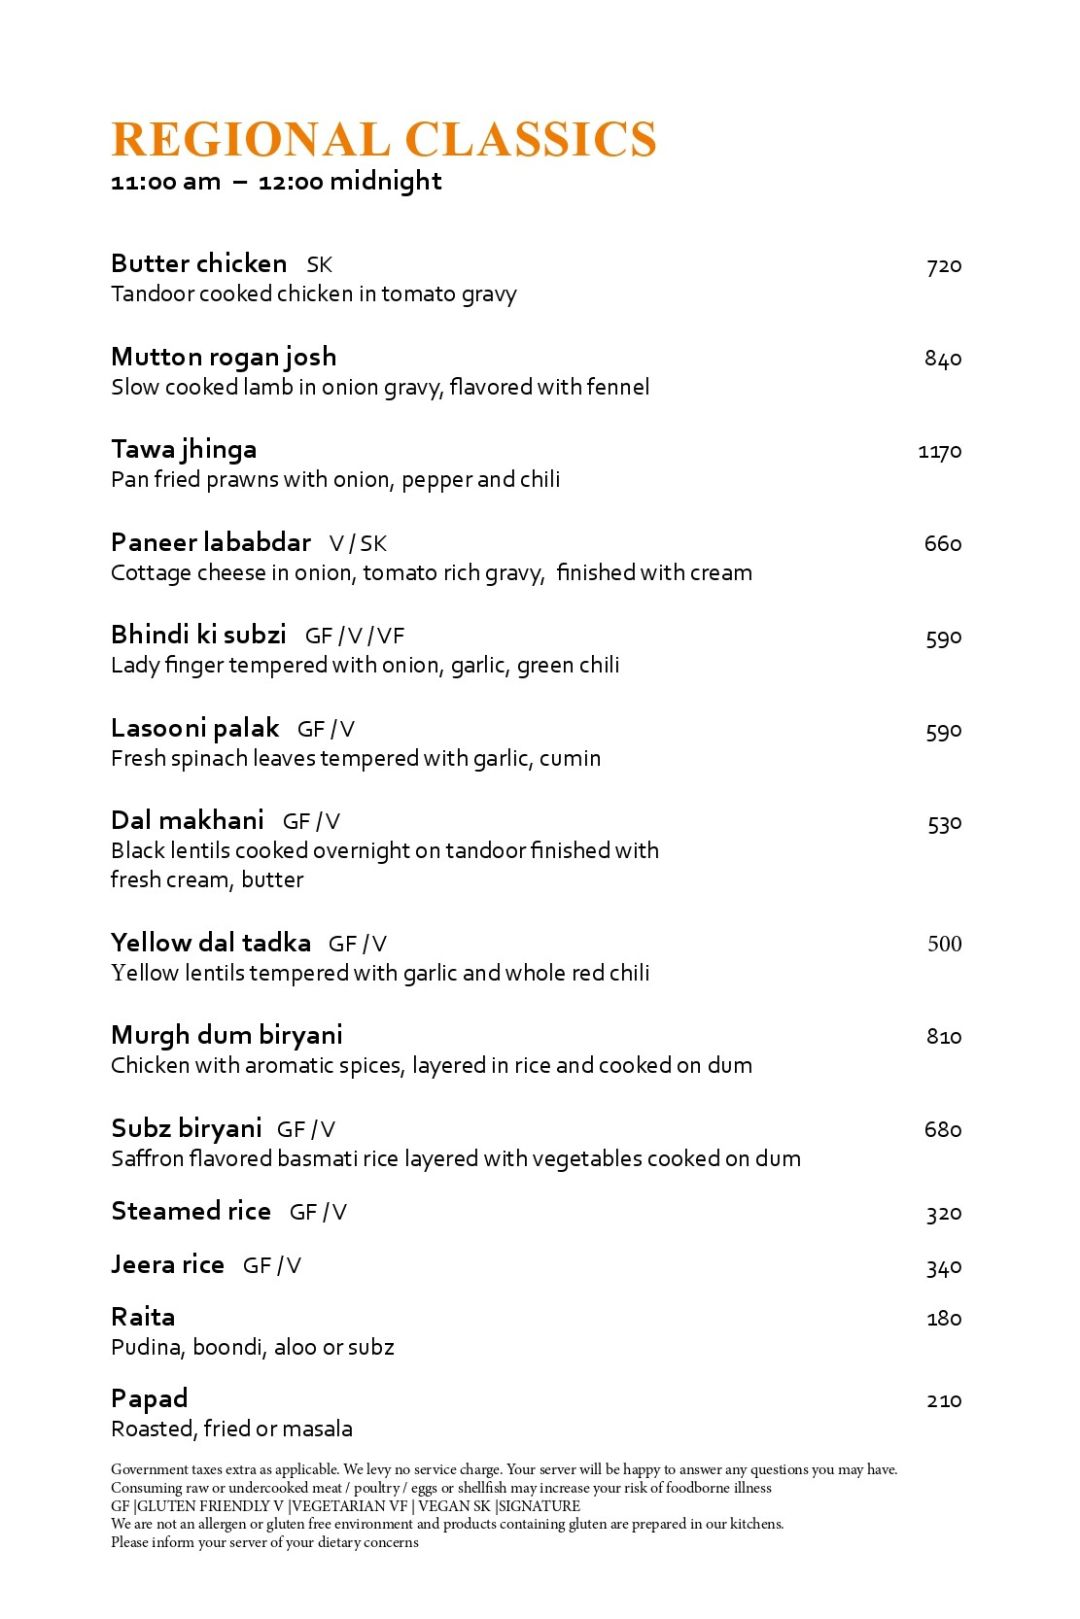 REGIONAL CLASSICS
11:00 am – 12:00 midnight
Butter chicken SK 720
Tandoor cooked chicken in tomato gravy
Mutton rogan josh 840
Slow cooked lamb in onion gravy, flavored with fennel
Tawa jhinga 1170
Pan fried prawns with onion, pepper and chili
Paneer lababdar V / SK 660
Cottage cheese in onion, tomato rich gravy, finished with cream
Bhindi ki subzi GF / V / VF 590
Lady finger tempered with onion, garlic, green chili
Lasooni palak GF / V 590
Fresh spinach leaves tempered with garlic, cumin
Dal makhani GF / V 530
Black lentils cooked overnight on tandoor finished with
fresh cream, butter
Yellow dal tadka GF / V 500
Yellow lentils tempered with garlic and whole red chili
Murgh dum biryani 810
Chicken with aromatic spices, layered in rice and cooked on dum
Subz biryani GF / V 680
Saffron flavored basmati rice layered with vegetables cooked on dum
Steamed rice GF / V 320
Jeera rice GF / V 340
Raita 180
Pudina, boondi, aloo or subz
Papad 210
Roasted, fried or masala
Government taxes extra as applicable. We levy no service charge. Your server will be happy to answer any questions you may have.
Consuming raw or undercooked meat / poultry / eggs or shellfish may increase your risk of foodborne illness
GF |GLUTEN FRIENDLY V |VEGETARIAN VF | VEGAN SK |SIGNATURE
We are not an allergen or gluten free environment and products containing gluten are prepared in our kitchens.
Please inform your server of your dietary concerns